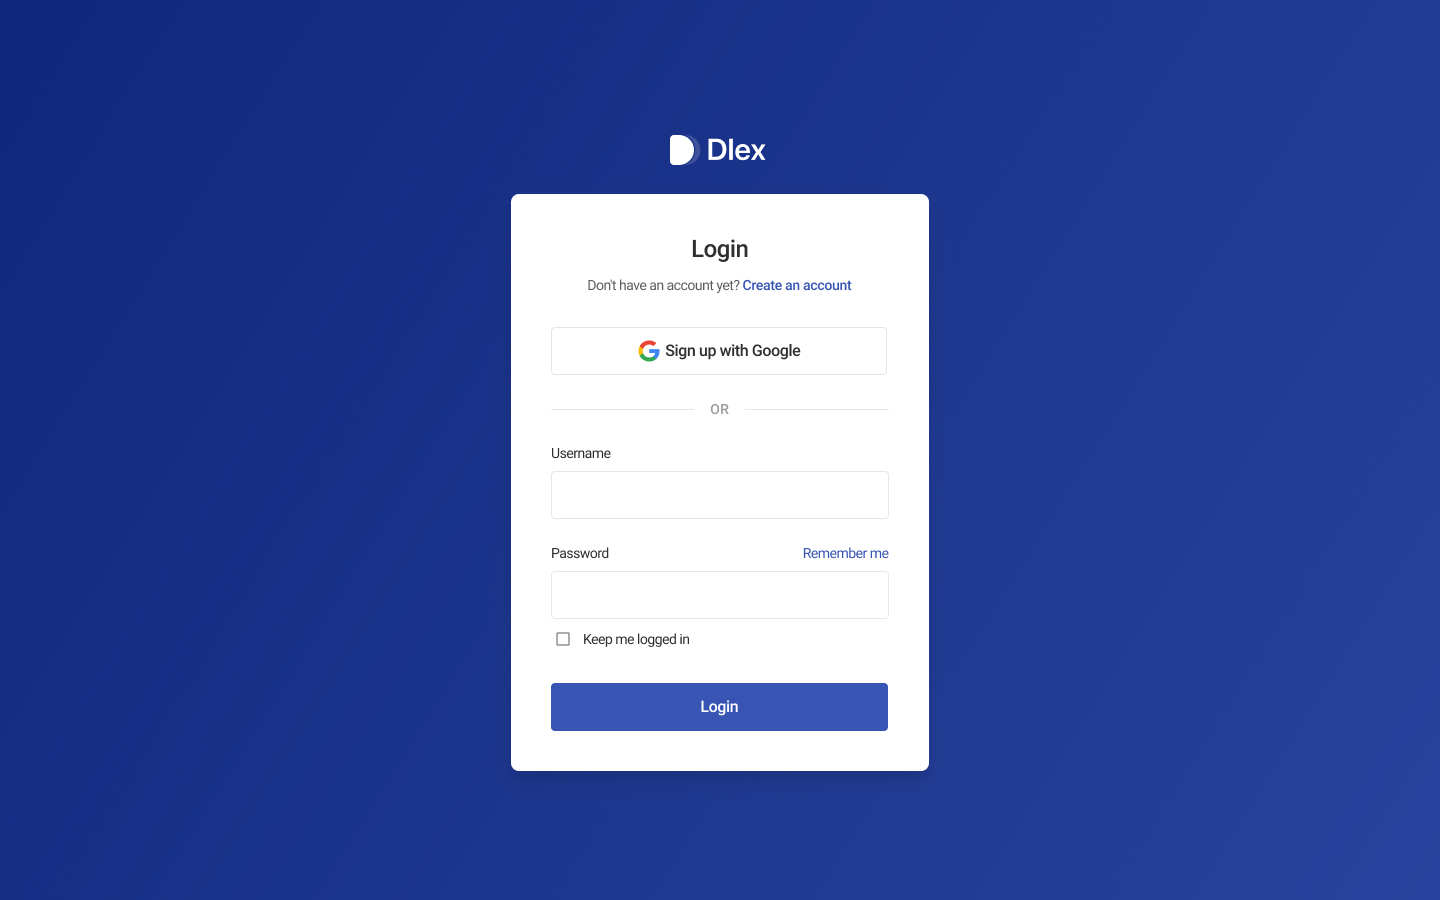 Dlex
Login
Don't have an account yet? Create an account
Sign up with Google
OR
Username
Password Remember me
Keep me logged in
Login